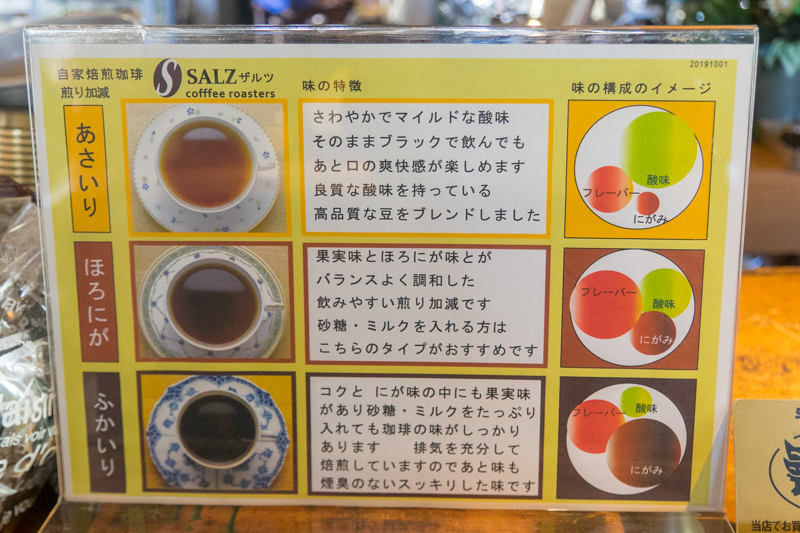 20191001
自家焙煎珈琲
煎り加減
SALZ ザルツ
cofffee roasters
味の特徴
味の構成のイメージ
あさいり
さわやかでマイルドな酸味
そのままブラックで飲んでも
あと口の爽快感が楽しめます
良質な酸味を持っている
高品質な豆をブレンドしました
酸味
フレーバー
にがみ
ほろにが
果実味とほろにが味とが
バランスよく調和した
飲みやすい煎り加減です
砂糖・ミルクを入れる方は
こちらのタイプがおすすめです
フレーバー
酸味
にがみ
ふかいり
コクと にが味の中にも果実味
があり砂糖・ミルクをたっぷり
入れても珈琲の味がしっかり
あります 排気を充分して
焙煎していますのであと味も
煙臭のないスッキリした味です
フレーバー
酸味
にがみ
当店でお買